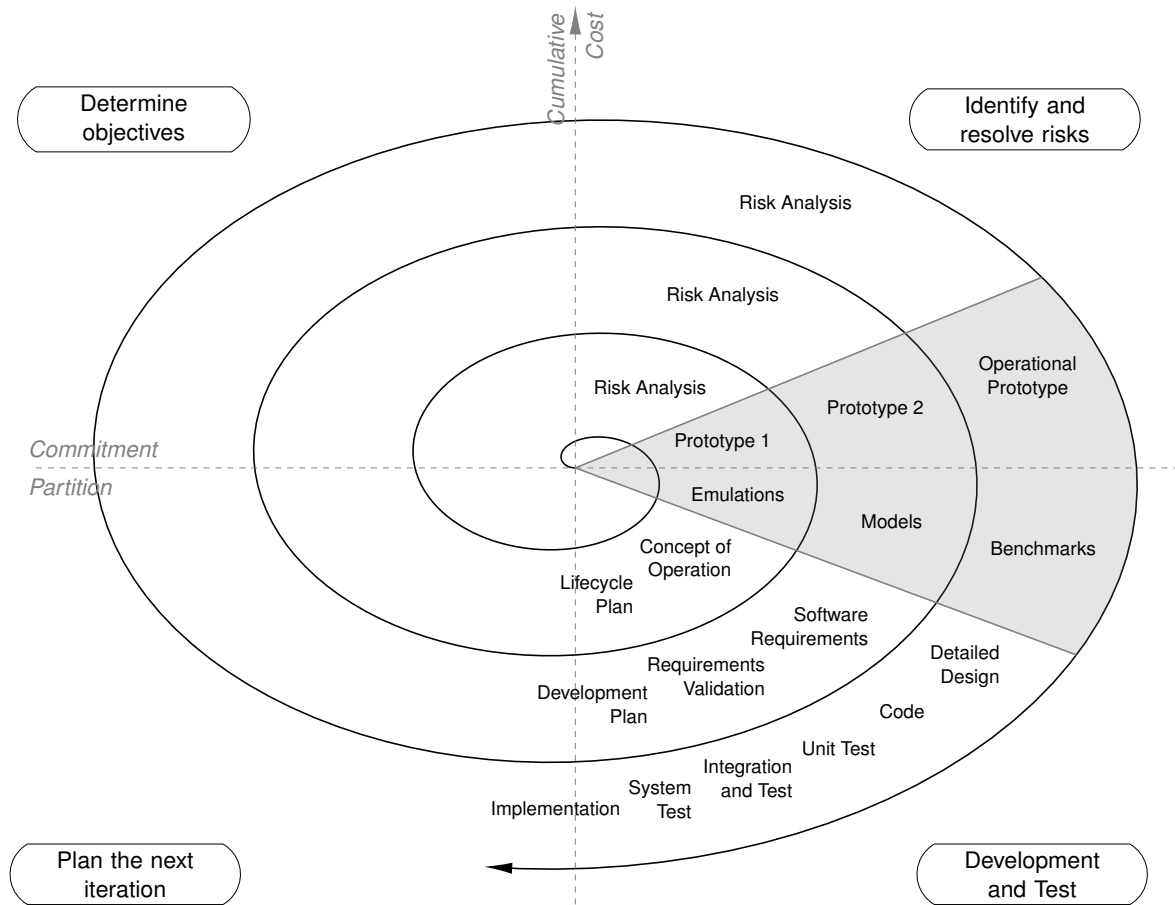 Cumulative
Cost
Determine
objectives
Identify and
resolve risks
Risk Analysis
Risk Analysis
Risk Analysis
Operational
Prototype
Prototype 2
Prototype 1
Commitment
Partition
Emulations
Models
Benchmarks
Concept of
Operation
Lifecycle
Plan
Software
Requirements
Requirements
Validation
Development
Plan
Detailed
Design
Code
Unit Test
Integration
and Test
System
Test
Implementation
Plan the next
iteration
Development
and Test